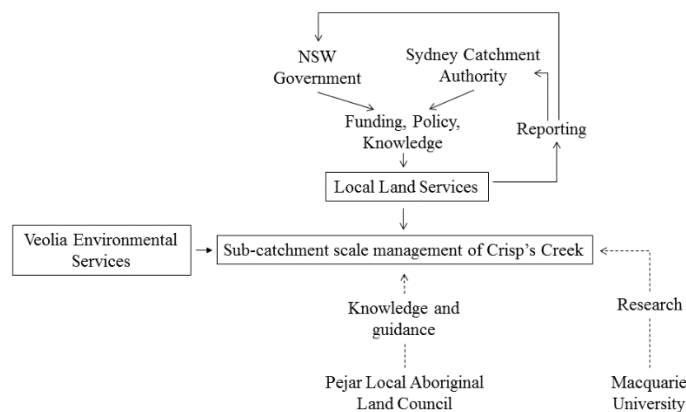 NSW
Government
Sydney Catchment
Authority
Funding, Policy,
Knowledge
Reporting
Local Land Services
Veolia Environmental
Services
Sub-catchment scale management of Crisp's Creek
Knowledge and
guidance
Research
Pejar Local Aboriginal
Land Council
Macquarie
University